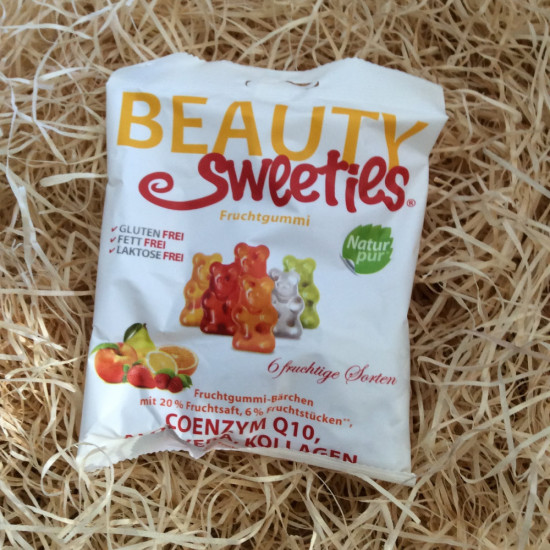 BEAUTY
Sweeties®
Fruchtgummi
GLUTEN FREI
FETT FREI
LAKTOSE FREI
Natur
pur
6 fruchtige Sorten
Fruchtgummi-Bärchen
mit 20 % Fruchtsaft, 6 % Fruchtstücken**,
COENZYM Q10,
KOLLAGEN